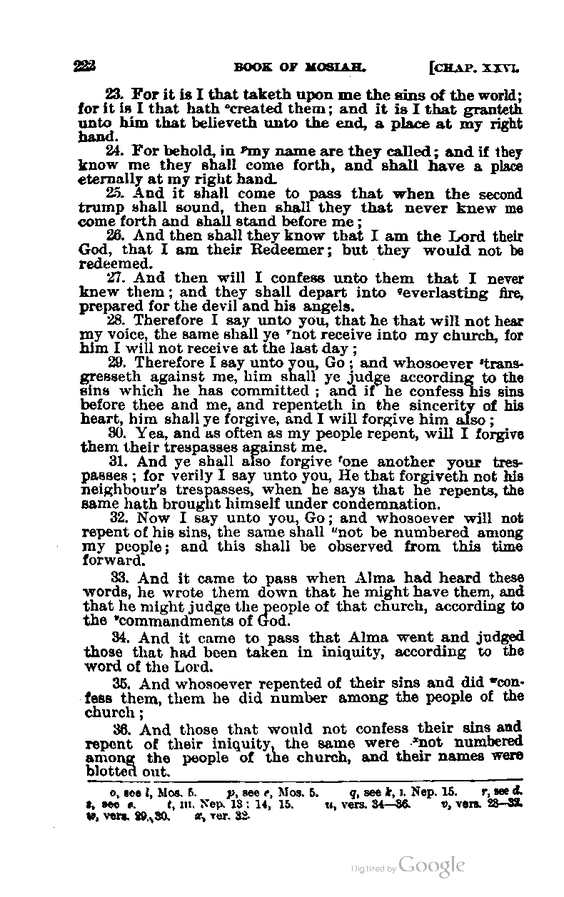 222 BOOK OF MOSIAH. [CHAP. XXVI.
23. For it is I that taketh upon me the sins of the world;
for it is I that hath ᵒcreated them; and it is I that granteth
unto him that believeth unto the end, a place at my right
hand.
24. For behold, in ᵖmy name are they called; and if they
know me they shall come forth, and shall have a place
eternally at my right hand.
25. And it shall come to pass that when the second
trump shall sound, then shall they that never knew me
come forth and shall stand before me;
26. And then shall they know that I am the Lord their
God, that I am their Redeemer; but they would not be
redeemed.
27. And then will I confess unto them that I never
knew them; and they shall depart into ᑫeverlasting fire,
prepared for the devil and his angels.
28. Therefore I say unto you, that he that will not hear
my voice, the same shall ye ʳnot receive into my church, for
him I will not receive at the last day;
29. Therefore I say unto you, Go; and whosoever ˢtrans-
gresseth against me, him shall ye judge according to the
sins which he has committed; and if he confess his sins
before thee and me, and repenteth in the sincerity of his
heart, him shall ye forgive, and I will forgive him also;
30. Yea, and as often as my people repent, will I forgive
them their trespasses against me.
31. And ye shall also forgive ᵗone another your tres-
passes; for verily I say unto you, He that forgiveth not his
neighbour's trespasses, when he says that he repents, the
same hath brought himself under condemnation.
32. Now I say unto you, Go; and whosoever will not
repent of his sins, the same shall ᵘnot be numbered among
my people; and this shall be observed from this time
forward.
33. And it came to pass when Alma had heard these
words, he wrote them down that he might have them, and
that he might judge the people of that church, according to
the ᵛcommandments of God.
34. And it came to pass that Alma went and judged
those that had been taken in iniquity, according to the
word of the Lord.
35. And whosoever repented of their sins and did ʷcon-
fess them, them he did number among the people of the
church;
36. And those that would not confess their sins and
repent of their iniquity, the same were ˣnot numbered
among the people of the church, and their names were
blotted out.
o, see l, Mos. 5. p, see e, Mos. 5. q, see k, 1. Nep. 15. r, see d.
s, see e. t, III. Nep. 13: 14, 15. u, vers. 34—36. v, vers. 28—32.
w, vers. 29, 30. x, ver. 32.
Digitized by Google